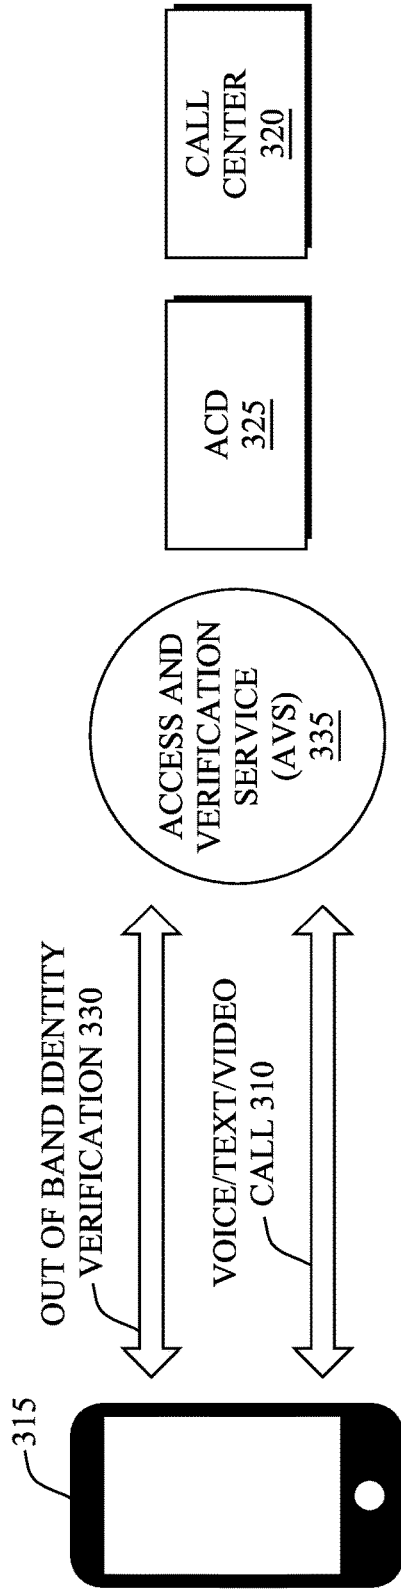 315
OUT OF BAND IDENTITY
VERIFICATION 330
VOICE/TEXT/VIDEO
CALL 310
ACCESS AND
VERIFICATION
SERVICE
(AVS)
335
ACD
325
CALL
CENTER
320